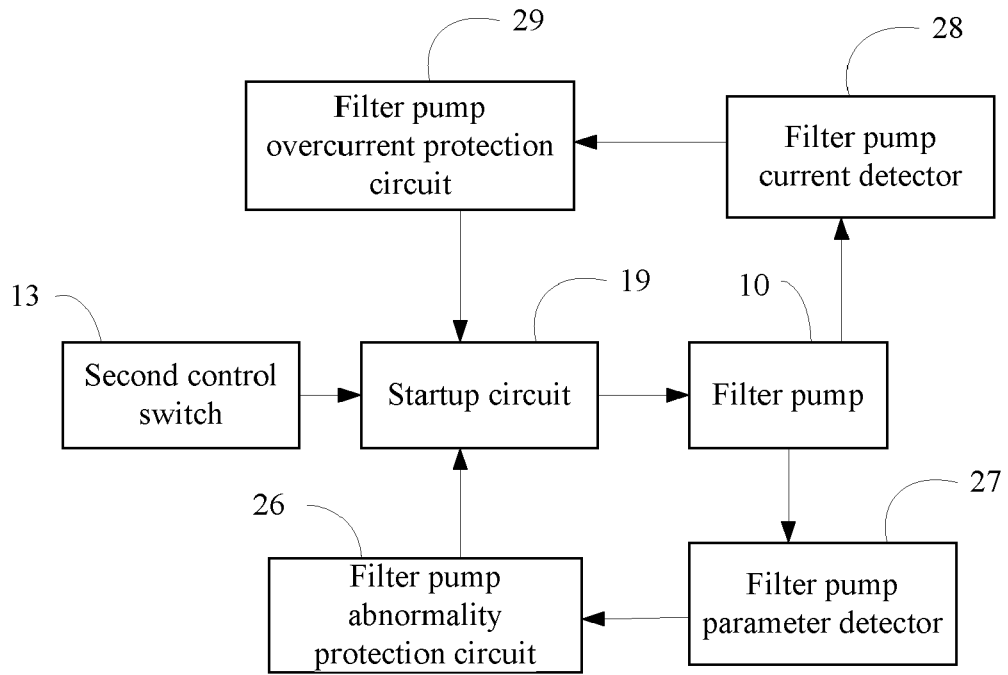 29
28
Filter pump
overcurrent protection
circuit
Filter pump
current detector
13
19
10
Second control
switch
Startup circuit
Filter pump
26
27
Filter pump
abnormality
protection circuit
Filter pump
parameter detector